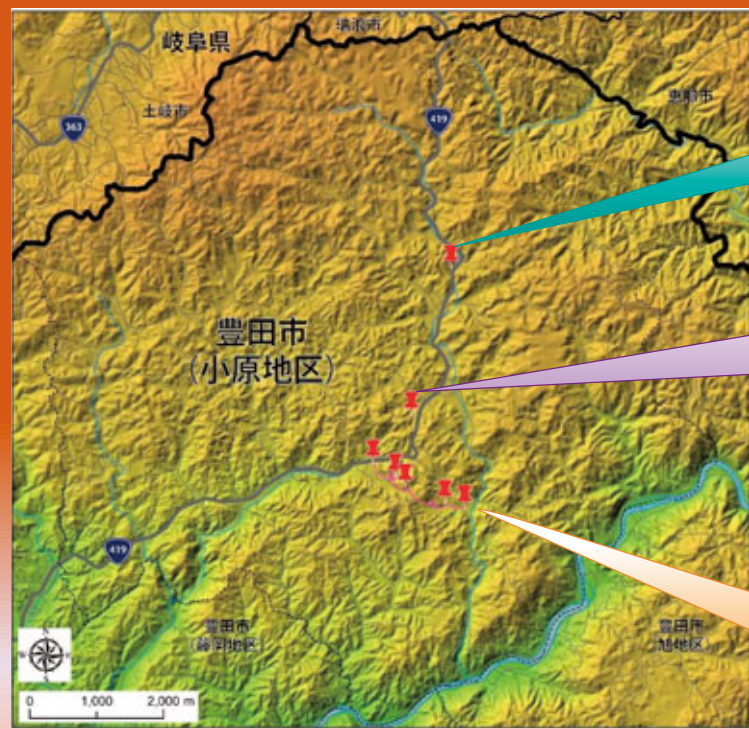 岐阜県
瑞浪市
恵那市
土岐市
363
419
豊田市
(小原地区)
419
豊田市
(藤岡地区)
豊田市
旭地区)
N
W
E
S
0 1,000 2,000 m